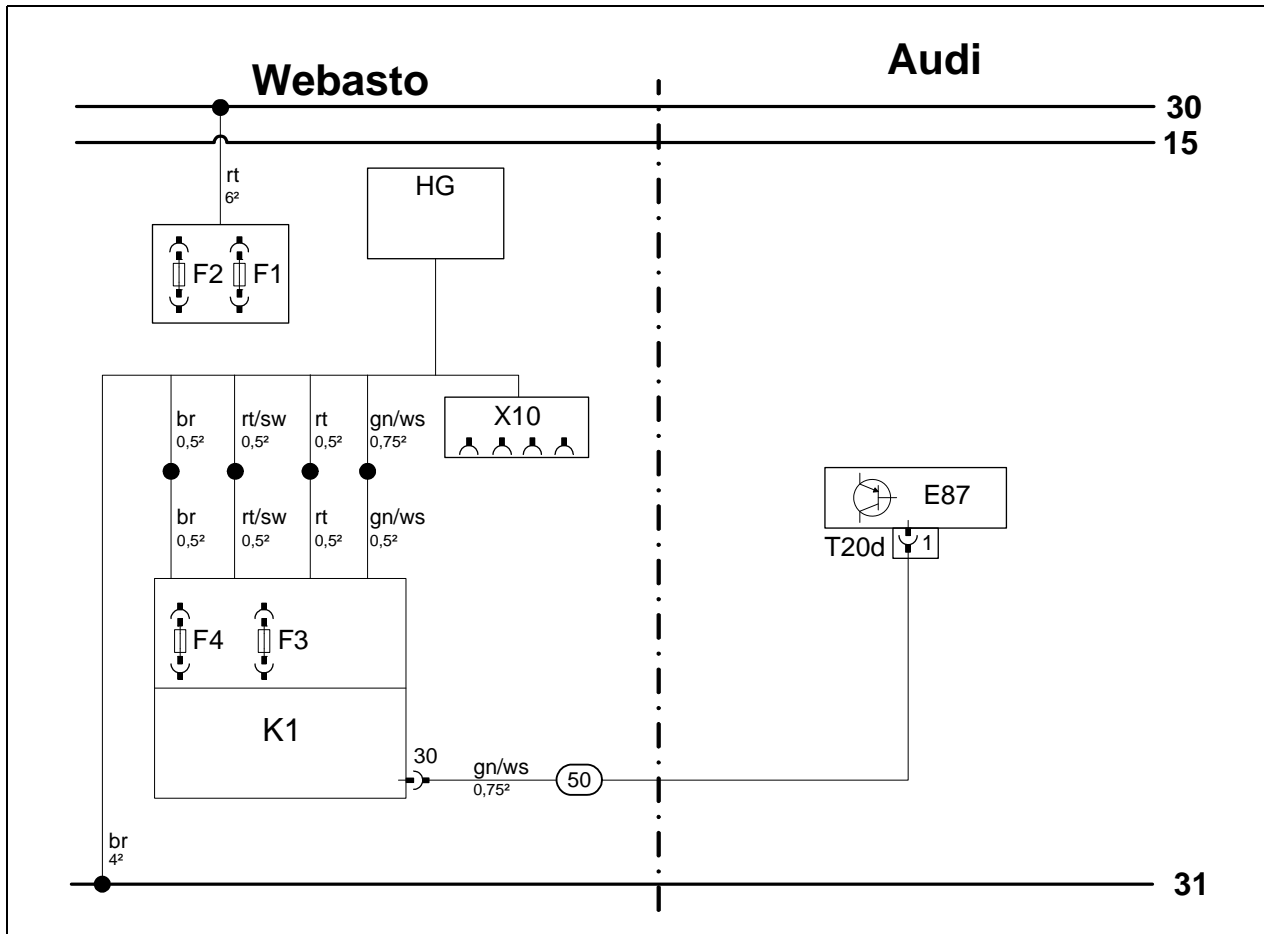 Webasto
Audi
30
15
rt
6²
HG
F2
F1
br
0,5²
rt/sw
0,5²
rt
0,5²
gn/ws
0,75²
X10
br
0,5²
rt/sw
0,5²
rt
0,5²
gn/ws
0,5²
E87
T20d
1
F4
F3
K1
30
gn/ws
0,75²
50
br
4²
31